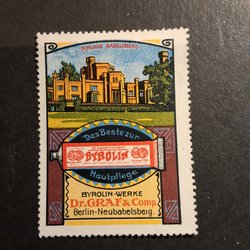 SCHLOSS BABELSBERG
Das Beste zur
BYROLIN
Hautpflege
BYROLIN-WERKE
Dr. GRAF & Comp.
Berlin-Neubabelsberg.